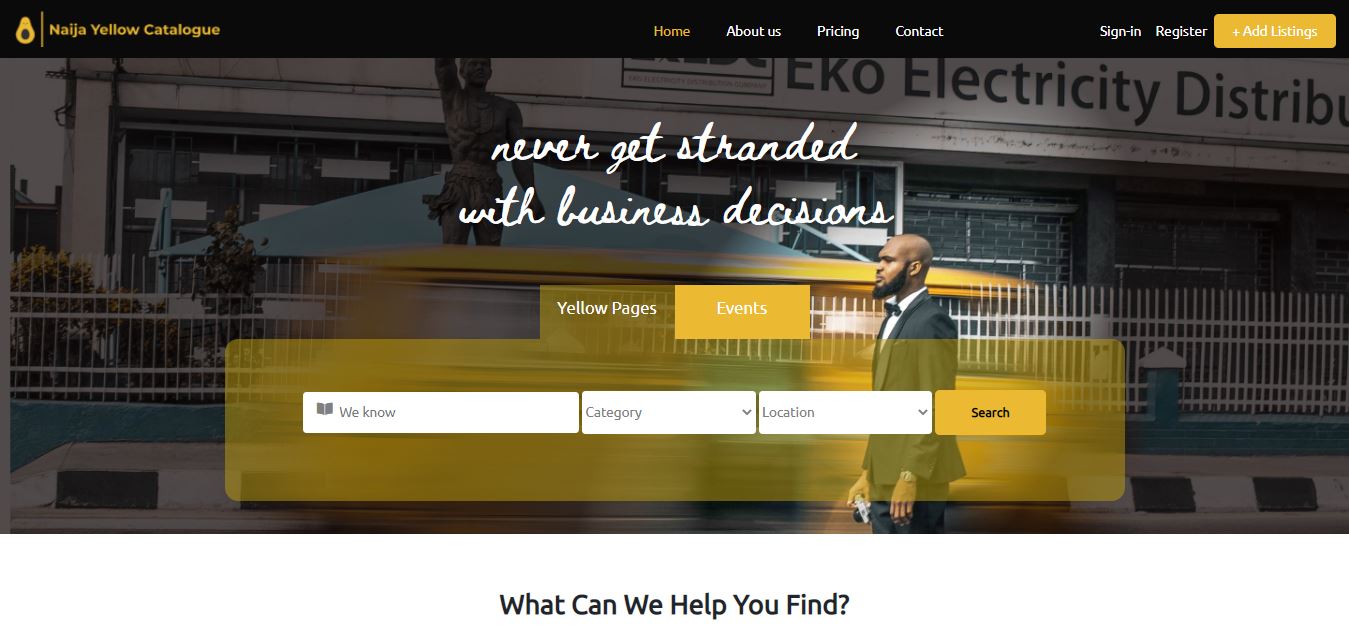 Naija Yellow Catalogue
Home
About us
Pricing
Contact
Sign-in
Register
+ Add Listings
EKO ELECTRICITY DISTRIBUTION COMPANY
Eko Electricity Distribu
never get stranded
with business decisions
Yellow Pages
Events
We know
Category
Location
Search
What Can We Help You Find?